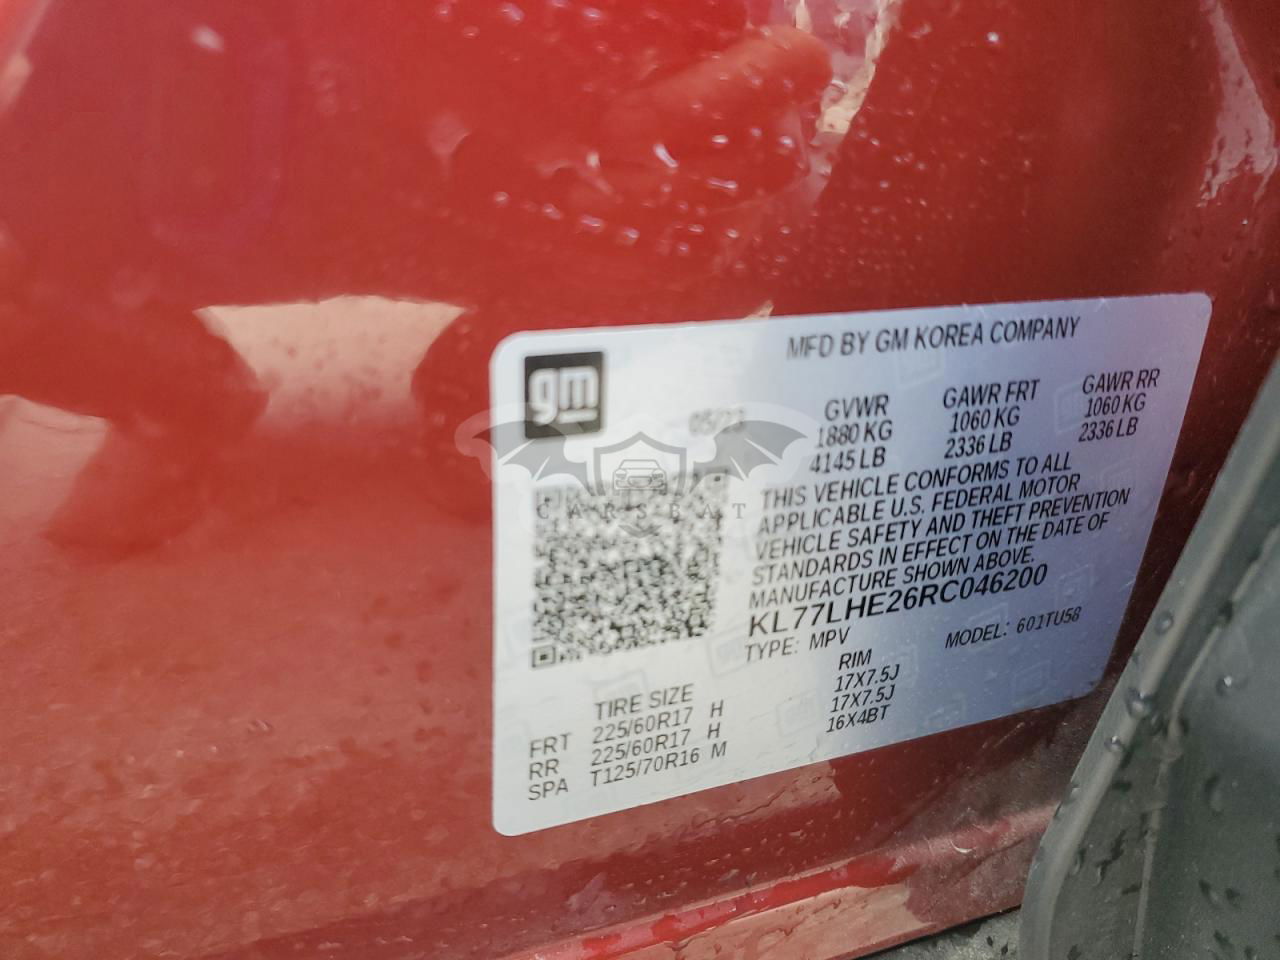 MFD BY GM KOREA COMPANY
gm
05/23
GVWR GAWR FRT GAWR RR
1880 KG 1060 KG 1060 KG
4145 LB 2336 LB 2336 LB
CARSBAT
THIS VEHICLE CONFORMS TO ALL
APPLICABLE U.S. FEDERAL MOTOR
VEHICLE SAFETY AND THEFT PREVENTION
STANDARDS IN EFFECT ON THE DATE OF
MANUFACTURE SHOWN ABOVE.
KL77LHE26RC046200
TYPE: MPV MODEL: 601TU58
TIRE SIZE RIM
FRT 225/60R17 H 17X7.5J
RR 225/60R17 H 17X7.5J
SPA T125/70R16 M 16X4BT